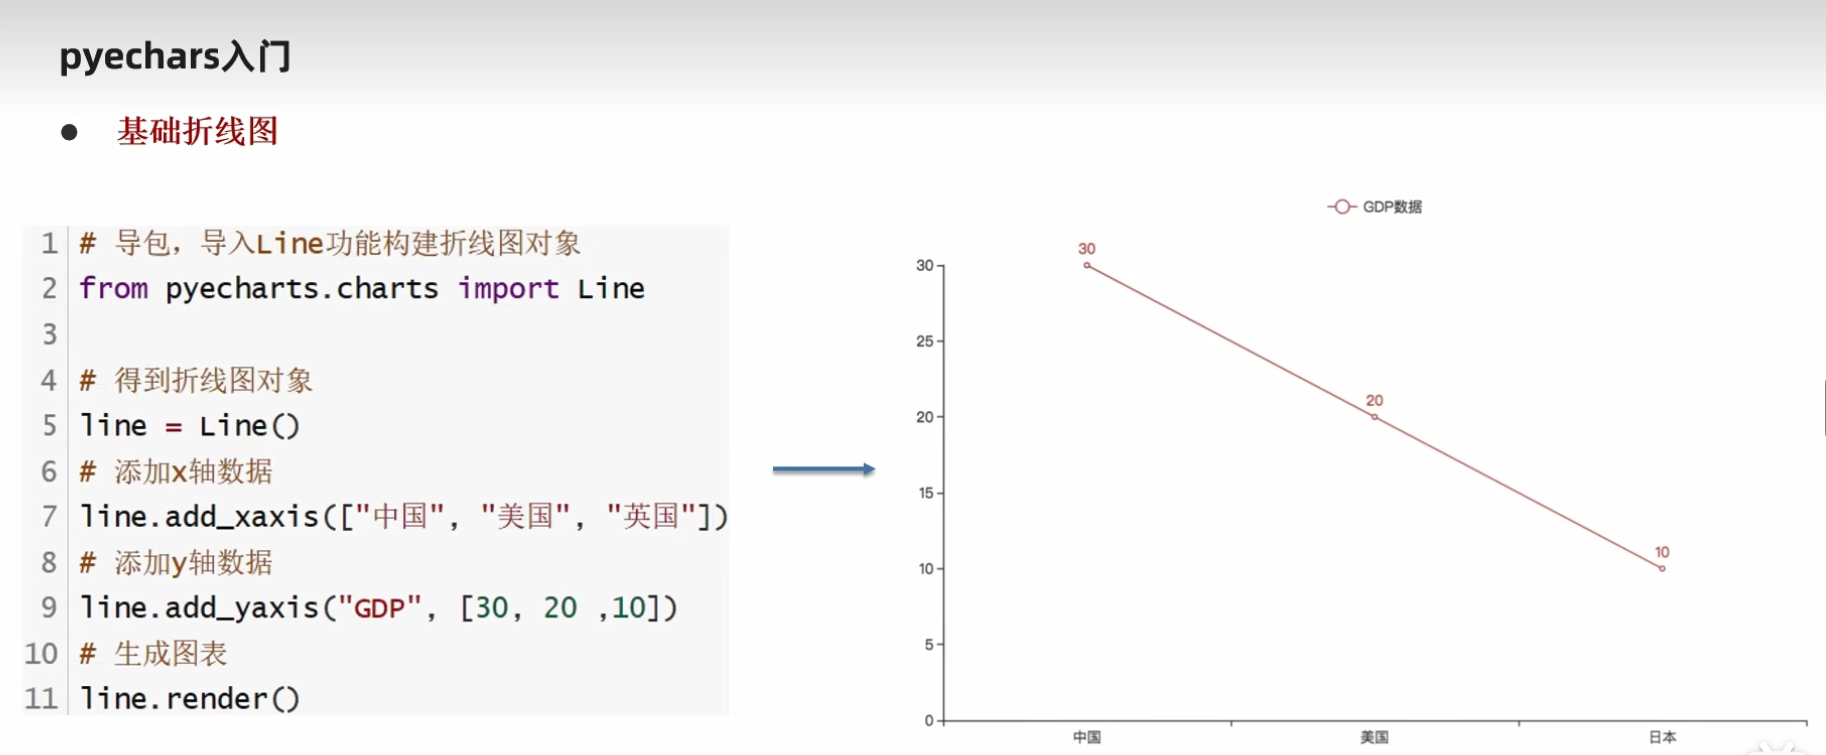 pyechars入门
● 基础折线图
1 # 导包，导入Line功能构建折线图对象
2 from pyecharts.charts import Line
3
4 # 得到折线图对象
5 line = Line()
6 # 添加x轴数据
7 line.add_xaxis(["中国", "美国", "英国"])
8 # 添加y轴数据
9 line.add_yaxis("GDP", [30, 20 ,10])
10 # 生成图表
11 line.render()
GDP数据
30
30
25
20
20
15
10
10
5
0
中国 美国 日本